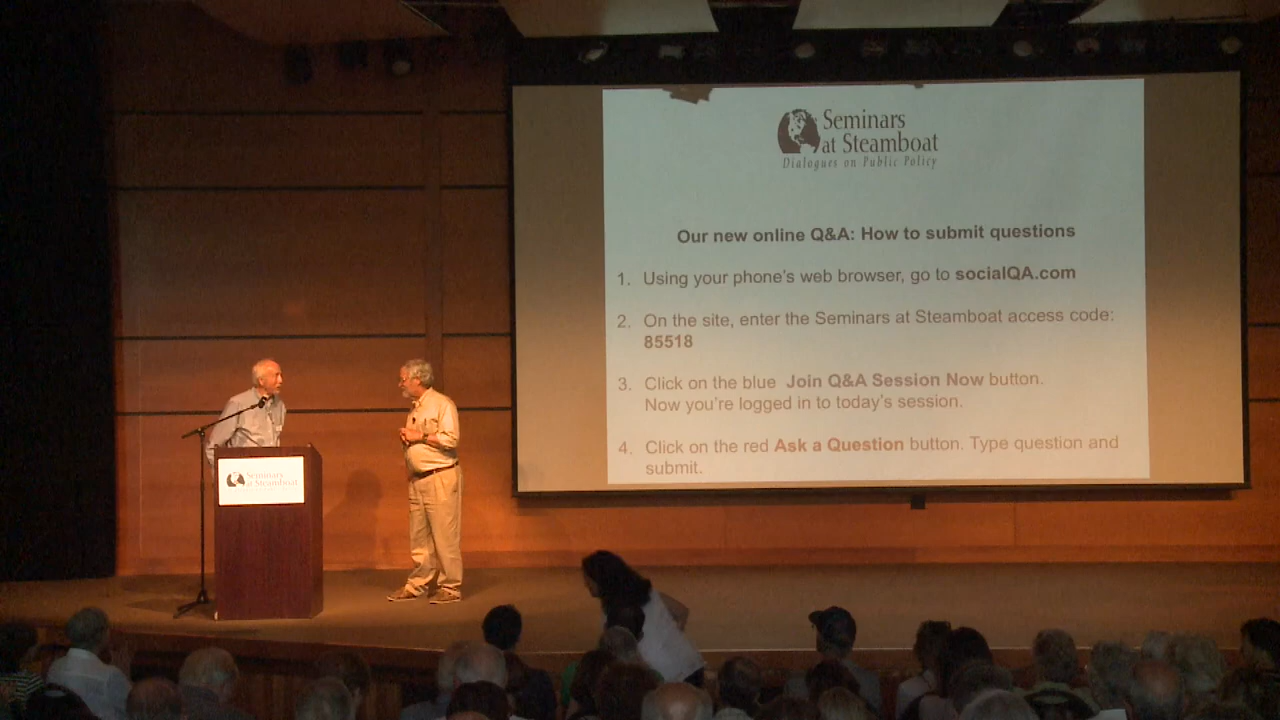 Seminars
at Steamboat
Dialogues on Public Policy
Our new online Q&A: How to submit questions
1. Using your phone's web browser, go to socialQA.com
2. On the site, enter the Seminars at Steamboat access code:
85518
3. Click on the blue Join Q&A Session Now button.
Now you're logged in to today's session.
4. Click on the red Ask a Question button. Type question and
submit.
Seminars
at Steamboat